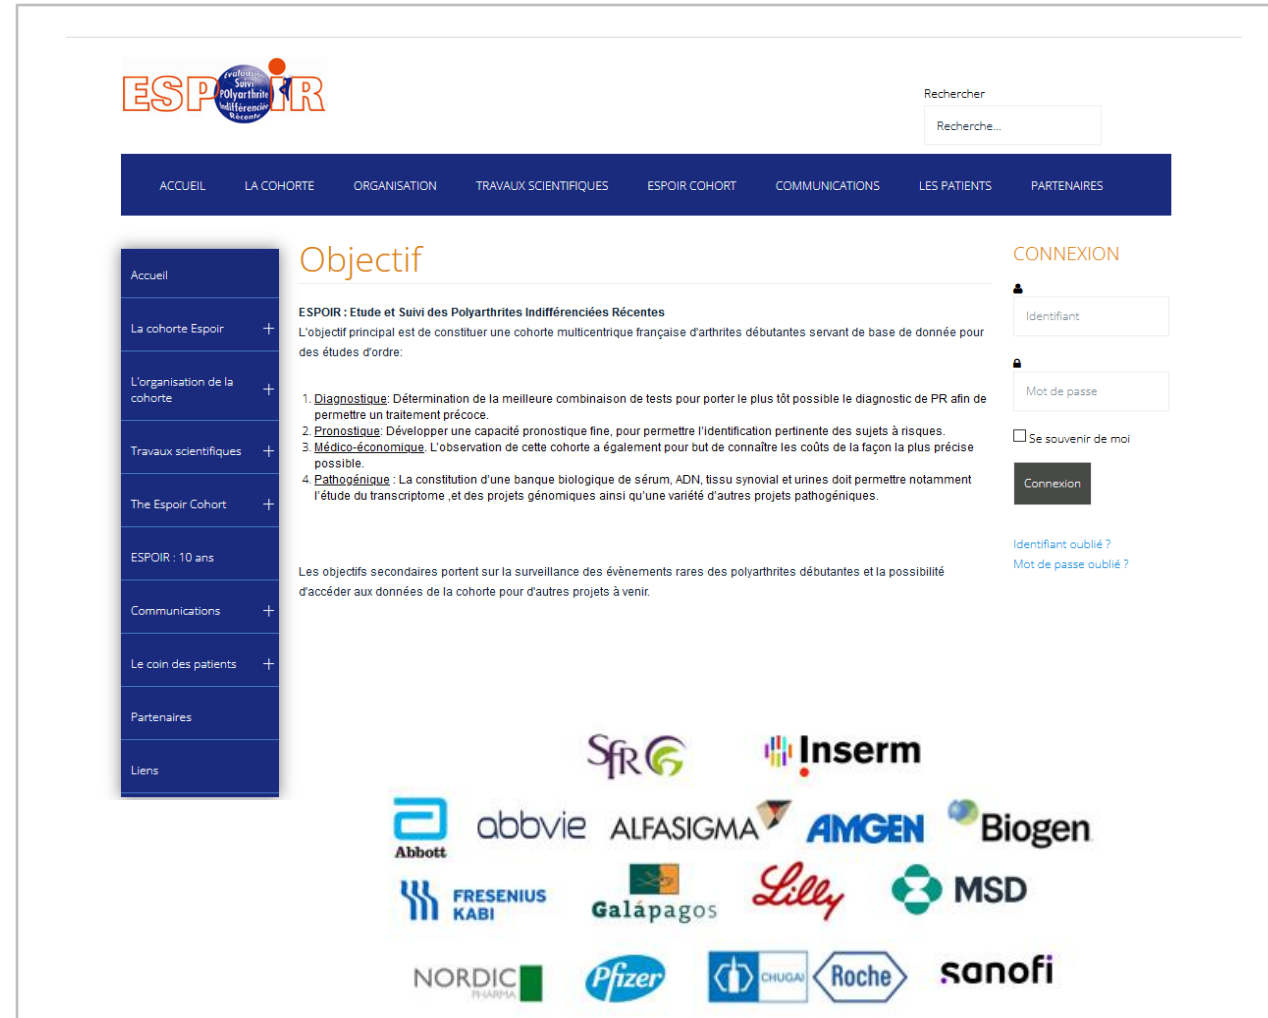 ESPOIR
Évaluation
Suivi
POlyarthrite
Indifférenciée
Récente
Rechercher
Recherche...
ACCUEIL LA COHORTE ORGANISATION TRAVAUX SCIENTIFIQUES ESPOIR COHORT COMMUNICATIONS LES PATIENTS PARTENAIRES
Accueil
La cohorte Espoir +
L'organisation de la
cohorte +
Travaux scientifiques +
The Espoir Cohort +
ESPOIR : 10 ans
Communications +
Le coin des patients +
Partenaires
Liens
Objectif
ESPOIR : Etude et Suivi des Polyarthrites Indifférenciées Récentes
L'objectif principal est de constituer une cohorte multicentrique française d'arthrites débutantes servant de base de donnée pour
des études d'ordre:
1. Diagnostique: Détermination de la meilleure combinaison de tests pour porter le plus tôt possible le diagnostic de PR afin de
permettre un traitement précoce.
2. Pronostique: Développer une capacité pronostique fine, pour permettre l'identification pertinente des sujets à risques.
3. Médico-économique. L'observation de cette cohorte a également pour but de connaître les coûts de la façon la plus précise
possible.
4. Pathogénique : La constitution d'une banque biologique de sérum, ADN, tissu synovial et urines doit permettre notamment
l'étude du transcriptome ,et des projets génomiques ainsi qu'une variété d'autres projets pathogéniques.
Les objectifs secondaires portent sur la surveillance des évènements rares des polyarthrites débutantes et la possibilité
d'accéder aux données de la cohorte pour d'autres projets à venir.
CONNEXION
Identifiant
Mot de passe
Se souvenir de moi
Connexion
Identifiant oublié ?
Mot de passe oublié ?
SfR Inserm
Abbott abbvie ALFASIGMA AMGEN Biogen
FRESENIUS
KABI Galápagos Lilly MSD
NORDIC
PHARMA Pfizer CHUGAI Roche sanofi